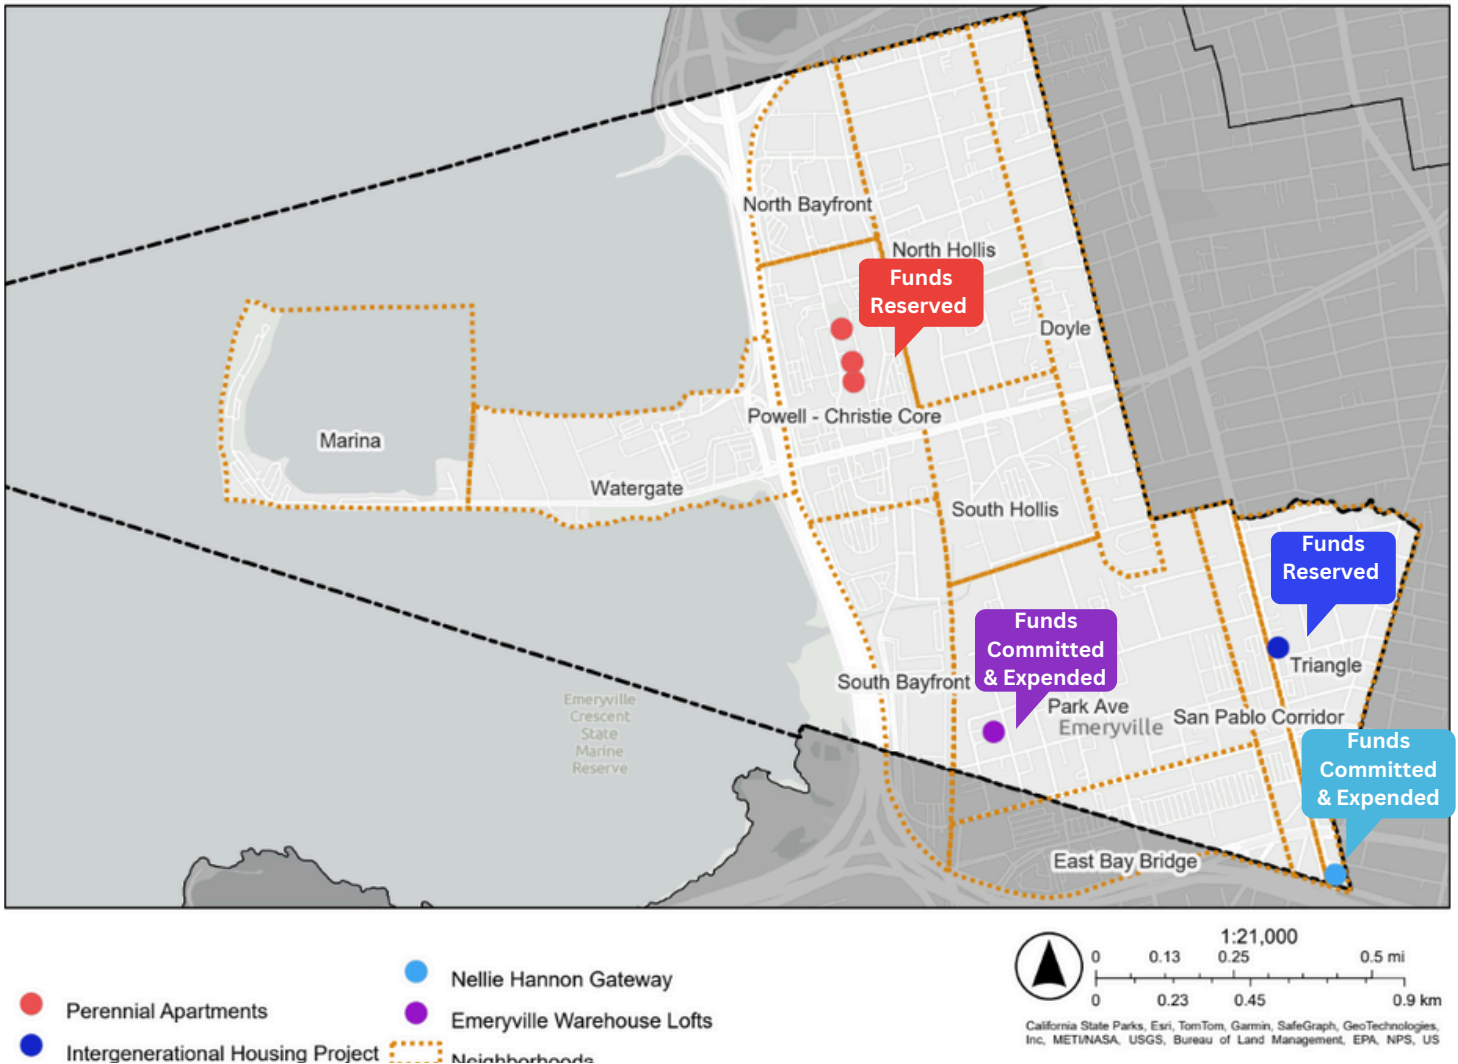 North Bayfront
North Hollis
Funds
Reserved
Doyle
Powell - Christie Core
Marina
Watergate
South Hollis
Funds
Reserved
Funds
Committed
& Expended
Triangle
South Bayfront
Park Ave
Emeryville
San Pablo Corridor
Emeryville
Crescent
State
Marine
Reserve
Funds
Committed
& Expended
East Bay Bridge
Perennial Apartments
Intergenerational Housing Project
Nellie Hannon Gateway
Emeryville Warehouse Lofts
Neighborhoods
1:21,000
0 0.13 0.25 0.5 mi
0 0.23 0.45 0.9 km
California State Parks, Esri, TomTom, Garmin, SafeGraph, GeoTechnologies,
Inc, METI/NASA, USGS, Bureau of Land Management, EPA, NPS, US